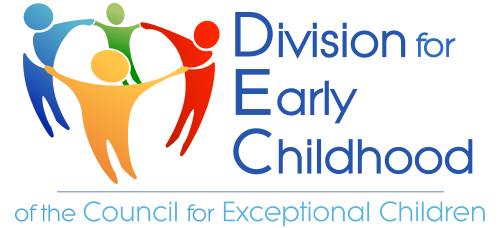 Division for
Early
Childhood
of the Council for Exceptional Children